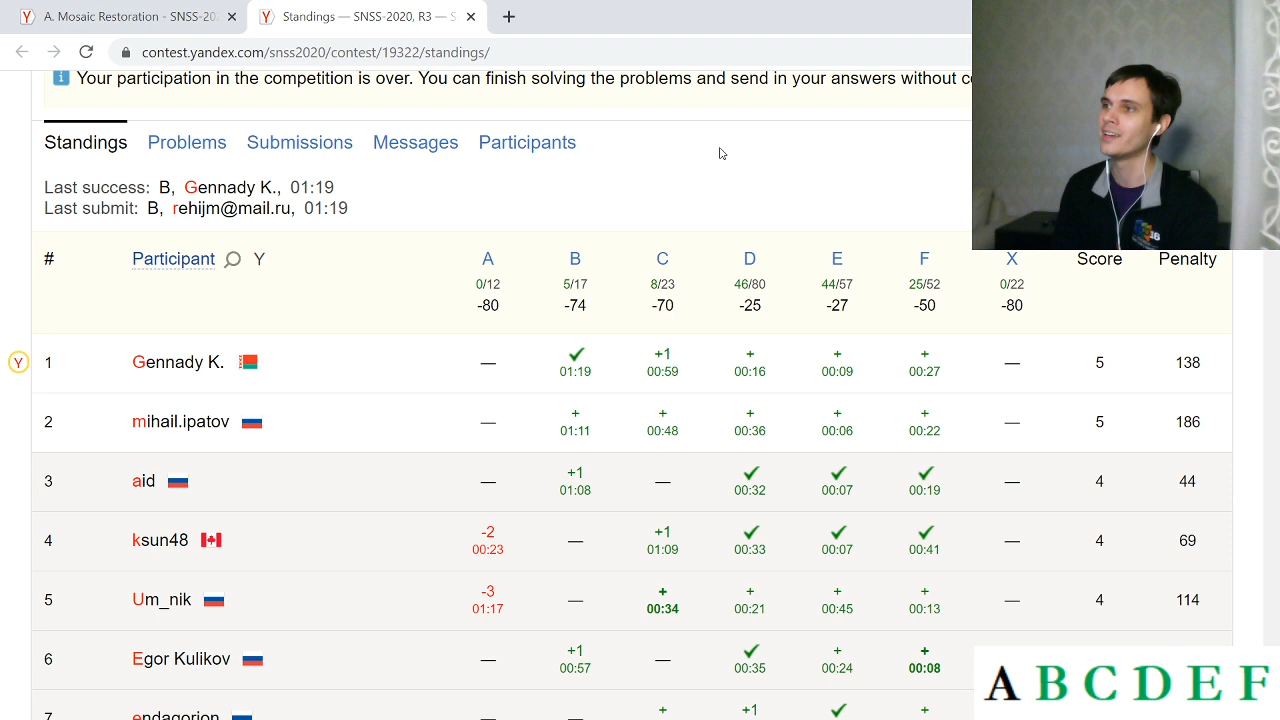 A. Mosaic Restoration - SNSS-20 Standings — SNSS-2020, R3 — S
contest.yandex.com/snss2020/contest/19322/standings/
Your participation in the competition is over. You can finish solving the problems and send in your answers without co
Standings Problems Submissions Messages Participants
Last success: B, Gennady K., 01:19
Last submit: B, rehijm@mail.ru, 01:19
# Participant Y A B C D E F X Score Penalty
0/12 5/17 8/23 46/80 44/57 25/52 0/22
-80 -74 -70 -25 -27 -50 -80
Y 1 Gennady K. — 01:19 +1 00:59 + 00:16 + 00:09 + 00:27 — 5 138
2 mihail.ipatov — + 01:11 + 00:48 + 00:36 + 00:06 + 00:22 — 5 186
3 aid — +1 01:08 — 00:32 00:07 00:19 — 4 44
4 ksun48 -2 00:23 — +1 01:09 00:33 00:07 00:41 — 4 69
5 Um_nik -3 01:17 — + 00:34 + 00:21 + 00:45 + 00:13 — 4 114
6 Egor Kulikov — +1 00:57 — 00:35 + 00:24 + 00:08
7 endagorion — — + +1 +
A B C D E F